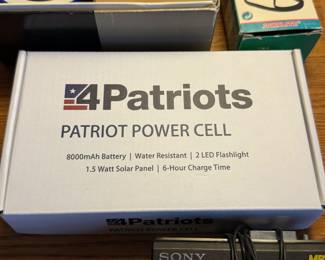 4Patriots
PATRIOT POWER CELL
8000mAh Battery | Water Resistant | 2 LED Flashlight
1.5 Watt Solar Panel | 6-Hour Charge Time
4Patriots
PATRIOT POWER CELL
SONY